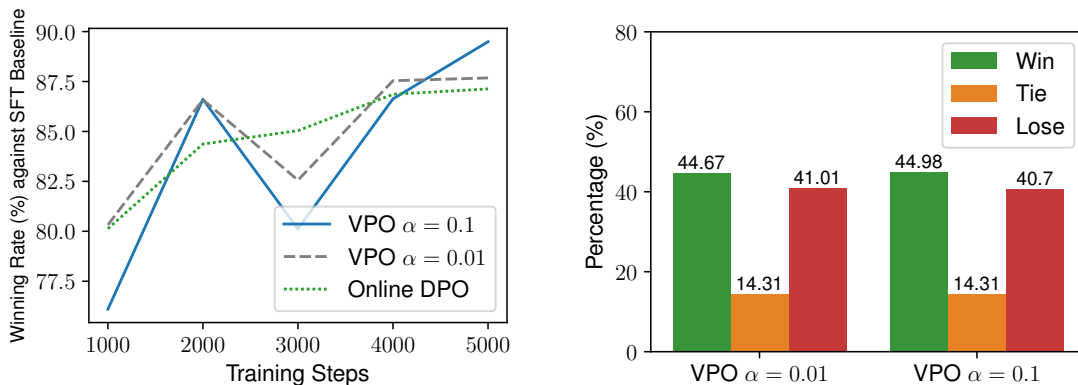 Winning Rate (%) against SFT Baseline
90.0
87.5
85.0
82.5
80.0
77.5
1000
2000
3000
4000
5000
Training Steps
VPO α = 0.1
VPO α = 0.01
Online DPO
Percentage (%)
80
60
40
20
0
Win
Tie
Lose
44.67
14.31
41.01
44.98
14.31
40.7
VPO α = 0.01
VPO α = 0.1